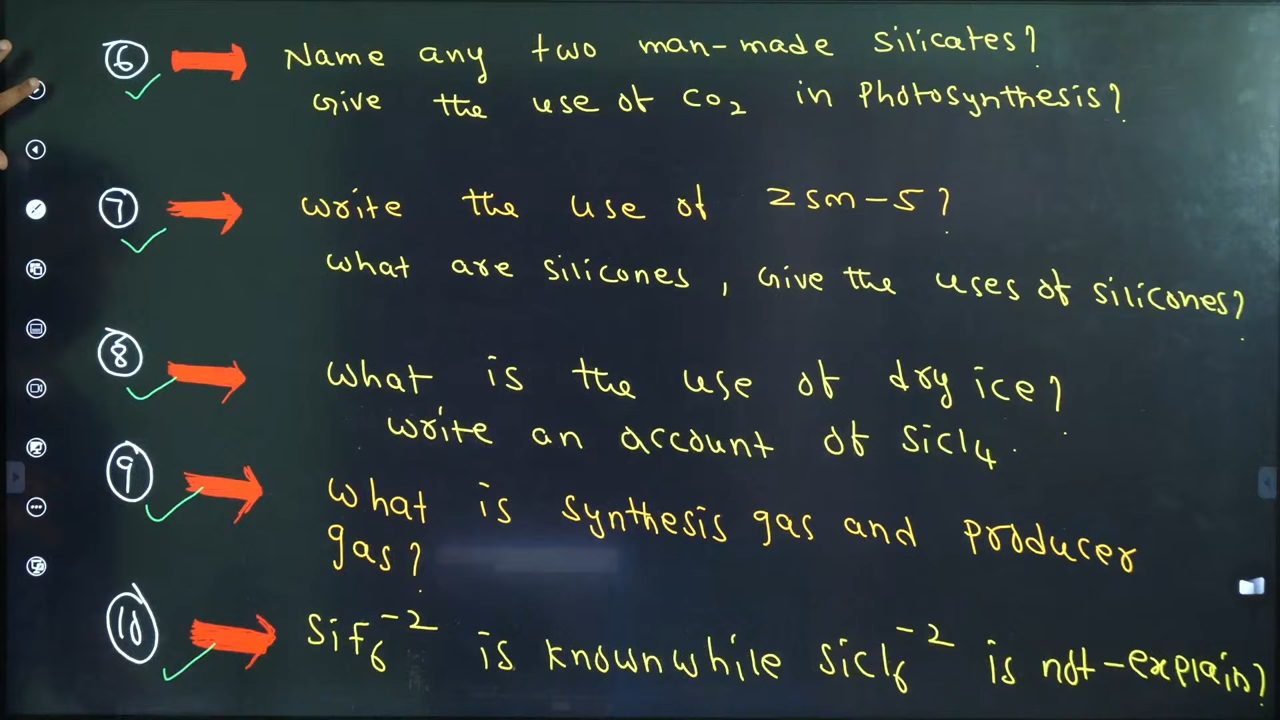 6 Name any two man-made silicates?
Give the use of CO2 in Photosynthesis?
7 write the use of ZSM-5?
what are silicones, Give the uses of silicones?
8 what is the use of dry ice?
write an account of SiCl4.
9 what is synthesis gas and producer
gas?
10 SiF6-2 is known while SiCl6-2 is not-explain?